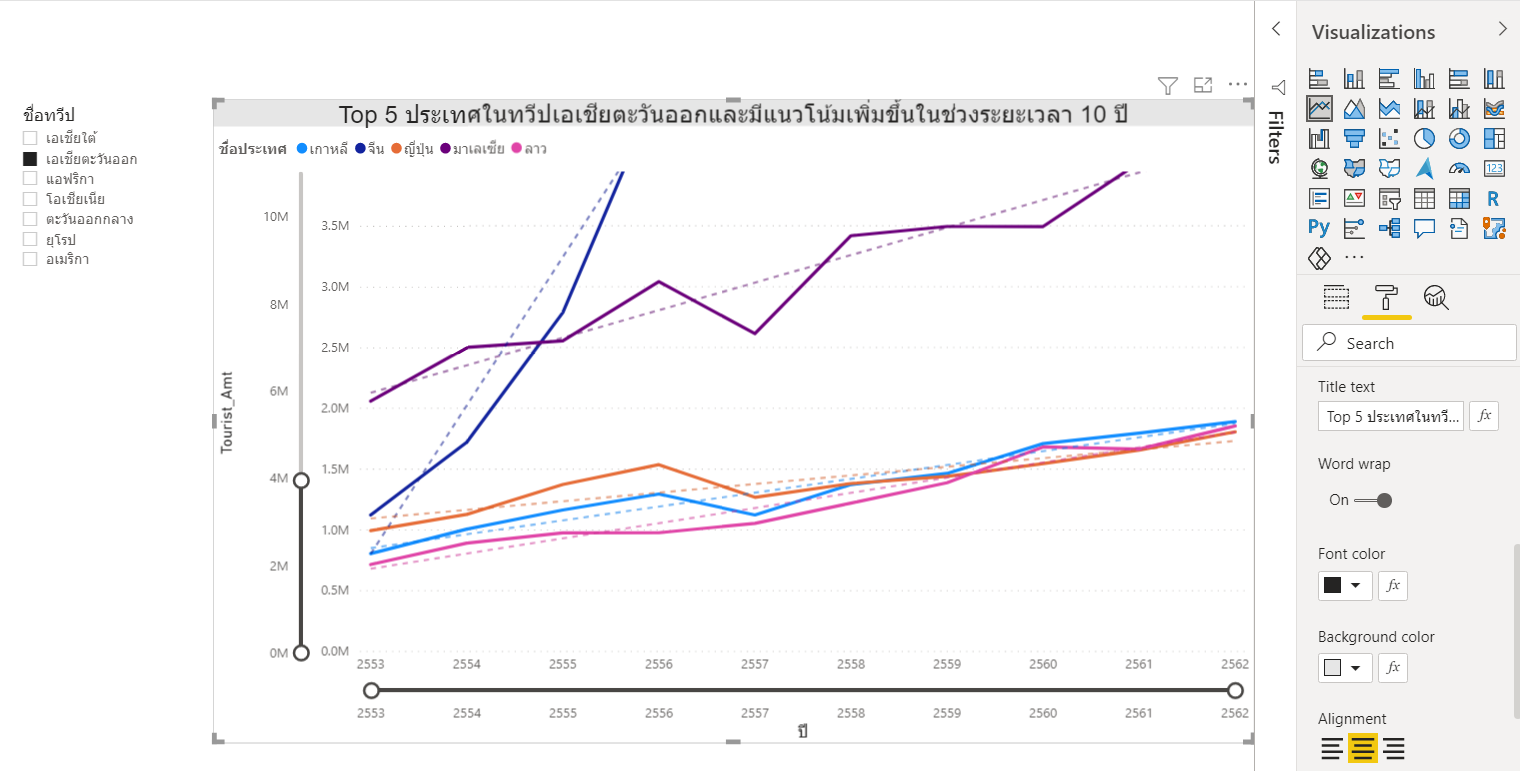 ชื่อทวีป
เอเชียใต้
เอเชียตะวันออก
แอฟริกา
โอเชียเนีย
ตะวันออกกลาง
ยุโรป
อเมริกา
Top 5 ประเทศในทวีปเอเชียตะวันออกและมีแนวโน้มเพิ่มขึ้นในช่วงระยะเวลา 10 ปี
ชื่อประเทศ เกาหลี จีน ญี่ปุ่น มาเลเซีย ลาว
Tourist_Amt
10M
8M
6M
4M
2M
0M
3.5M
3.0M
2.5M
2.0M
1.5M
1.0M
0.5M
0.0M
2553 2554 2555 2556 2557 2558 2559 2560 2561 2562
2553 2554 2555 2556 2557 2558 2559 2560 2561 2562
ปี
Filters
Visualizations
123
R
Py
Search
Title text
Top 5 ประเทศในทวี... fx
Word wrap
On
Font color
fx
Background color
fx
Alignment